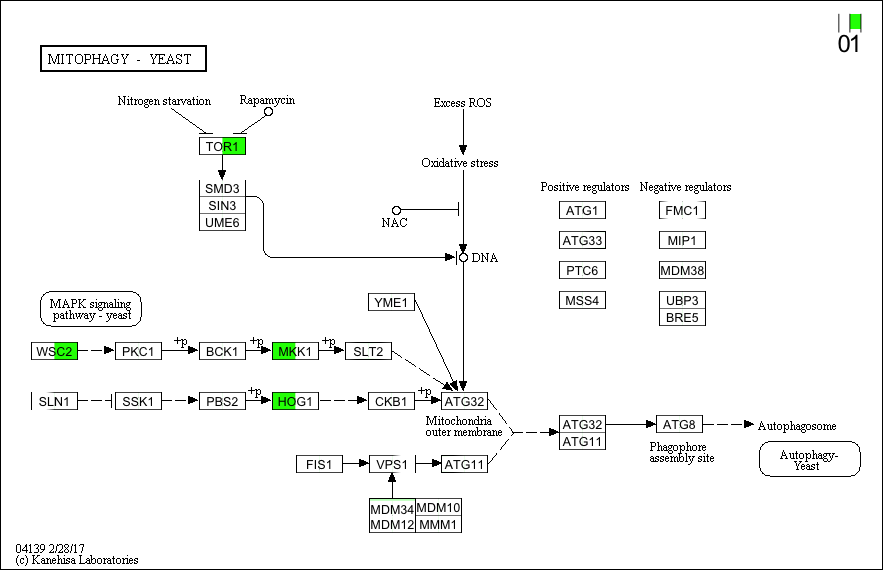 01
MITOPHAGY - YEAST
Nitrogen starvation
Rapamycin
Excess ROS
TOR1
Oxidative stress
SMD3
SIN3
UME6
NAC
DNA
Positive regulators
Negative regulators
ATG1
FMC1
ATG33
MIP1
PTC6
MDM38
MSS4
UBP3
BRE5
MAPK signaling
pathway - yeast
YME1
WSC2
PKC1
+p
BCK1
+p
MKK1
+p
SLT2
SLN1
SSK1
PBS2
+p
HOG1
CKB1
+p
ATG32
Mitochondria
outer membrane
ATG32
ATG11
ATG8
Autophagosome
Phagophore
assembly site
Autophagy-
Yeast
FIS1
VPS1
ATG11
MDM34
MDM10
MDM12
MMM1
04139 2/28/17
(c) Kanehisa Laboratories